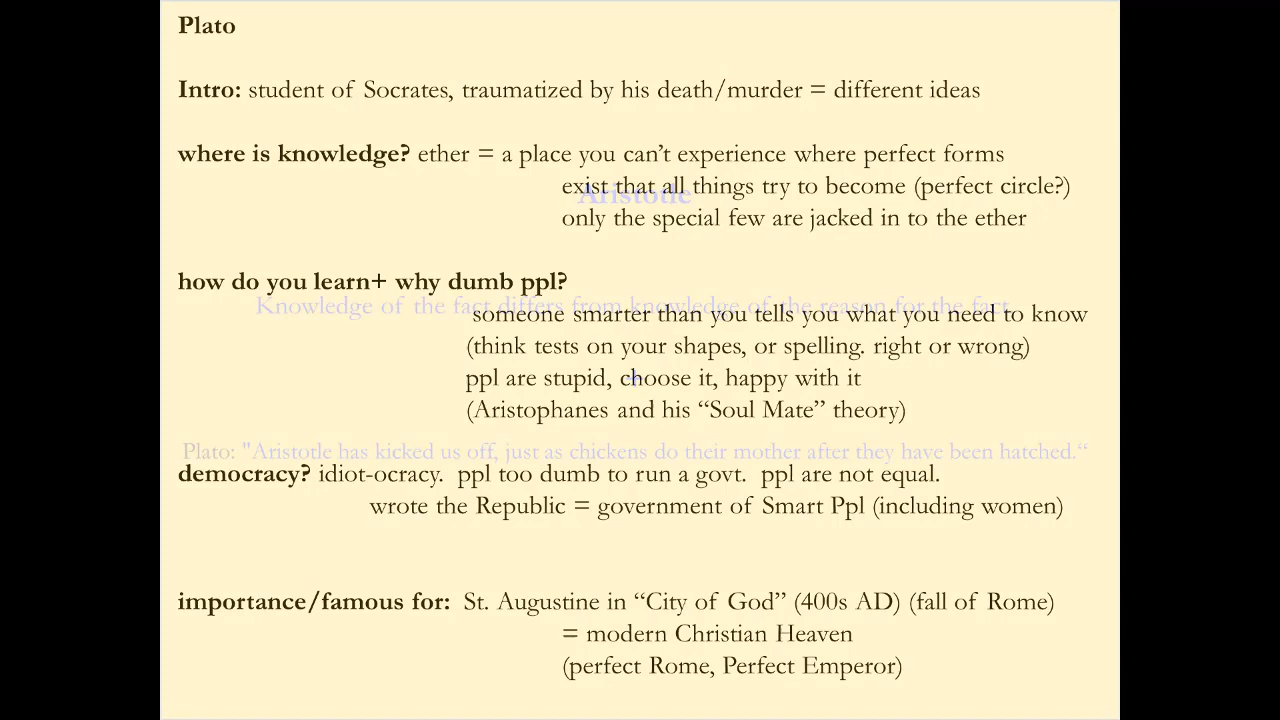 Plato
Intro: student of Socrates, traumatized by his death/murder = different ideas
where is knowledge? ether = a place you can't experience where perfect forms
exist that all things try to become (perfect circle?)
Aristotle
only the special few are jacked in to the ether
how do you learn+ why dumb ppl?
Knowledge of the fact differs from knowledge of the reason for the fact
someone smarter than you tells you what you need to know
(think tests on your shapes, or spelling. right or wrong)
ppl are stupid, choose it, happy with it
(Aristophanes and his “Soul Mate” theory)
Plato: "Aristotle has kicked us off, just as chickens do their mother after they have been hatched.“
democracy? idiot-ocracy. ppl too dumb to run a govt. ppl are not equal.
wrote the Republic = government of Smart Ppl (including women)
importance/famous for: St. Augustine in “City of God” (400s AD) (fall of Rome)
= modern Christian Heaven
(perfect Rome, Perfect Emperor)